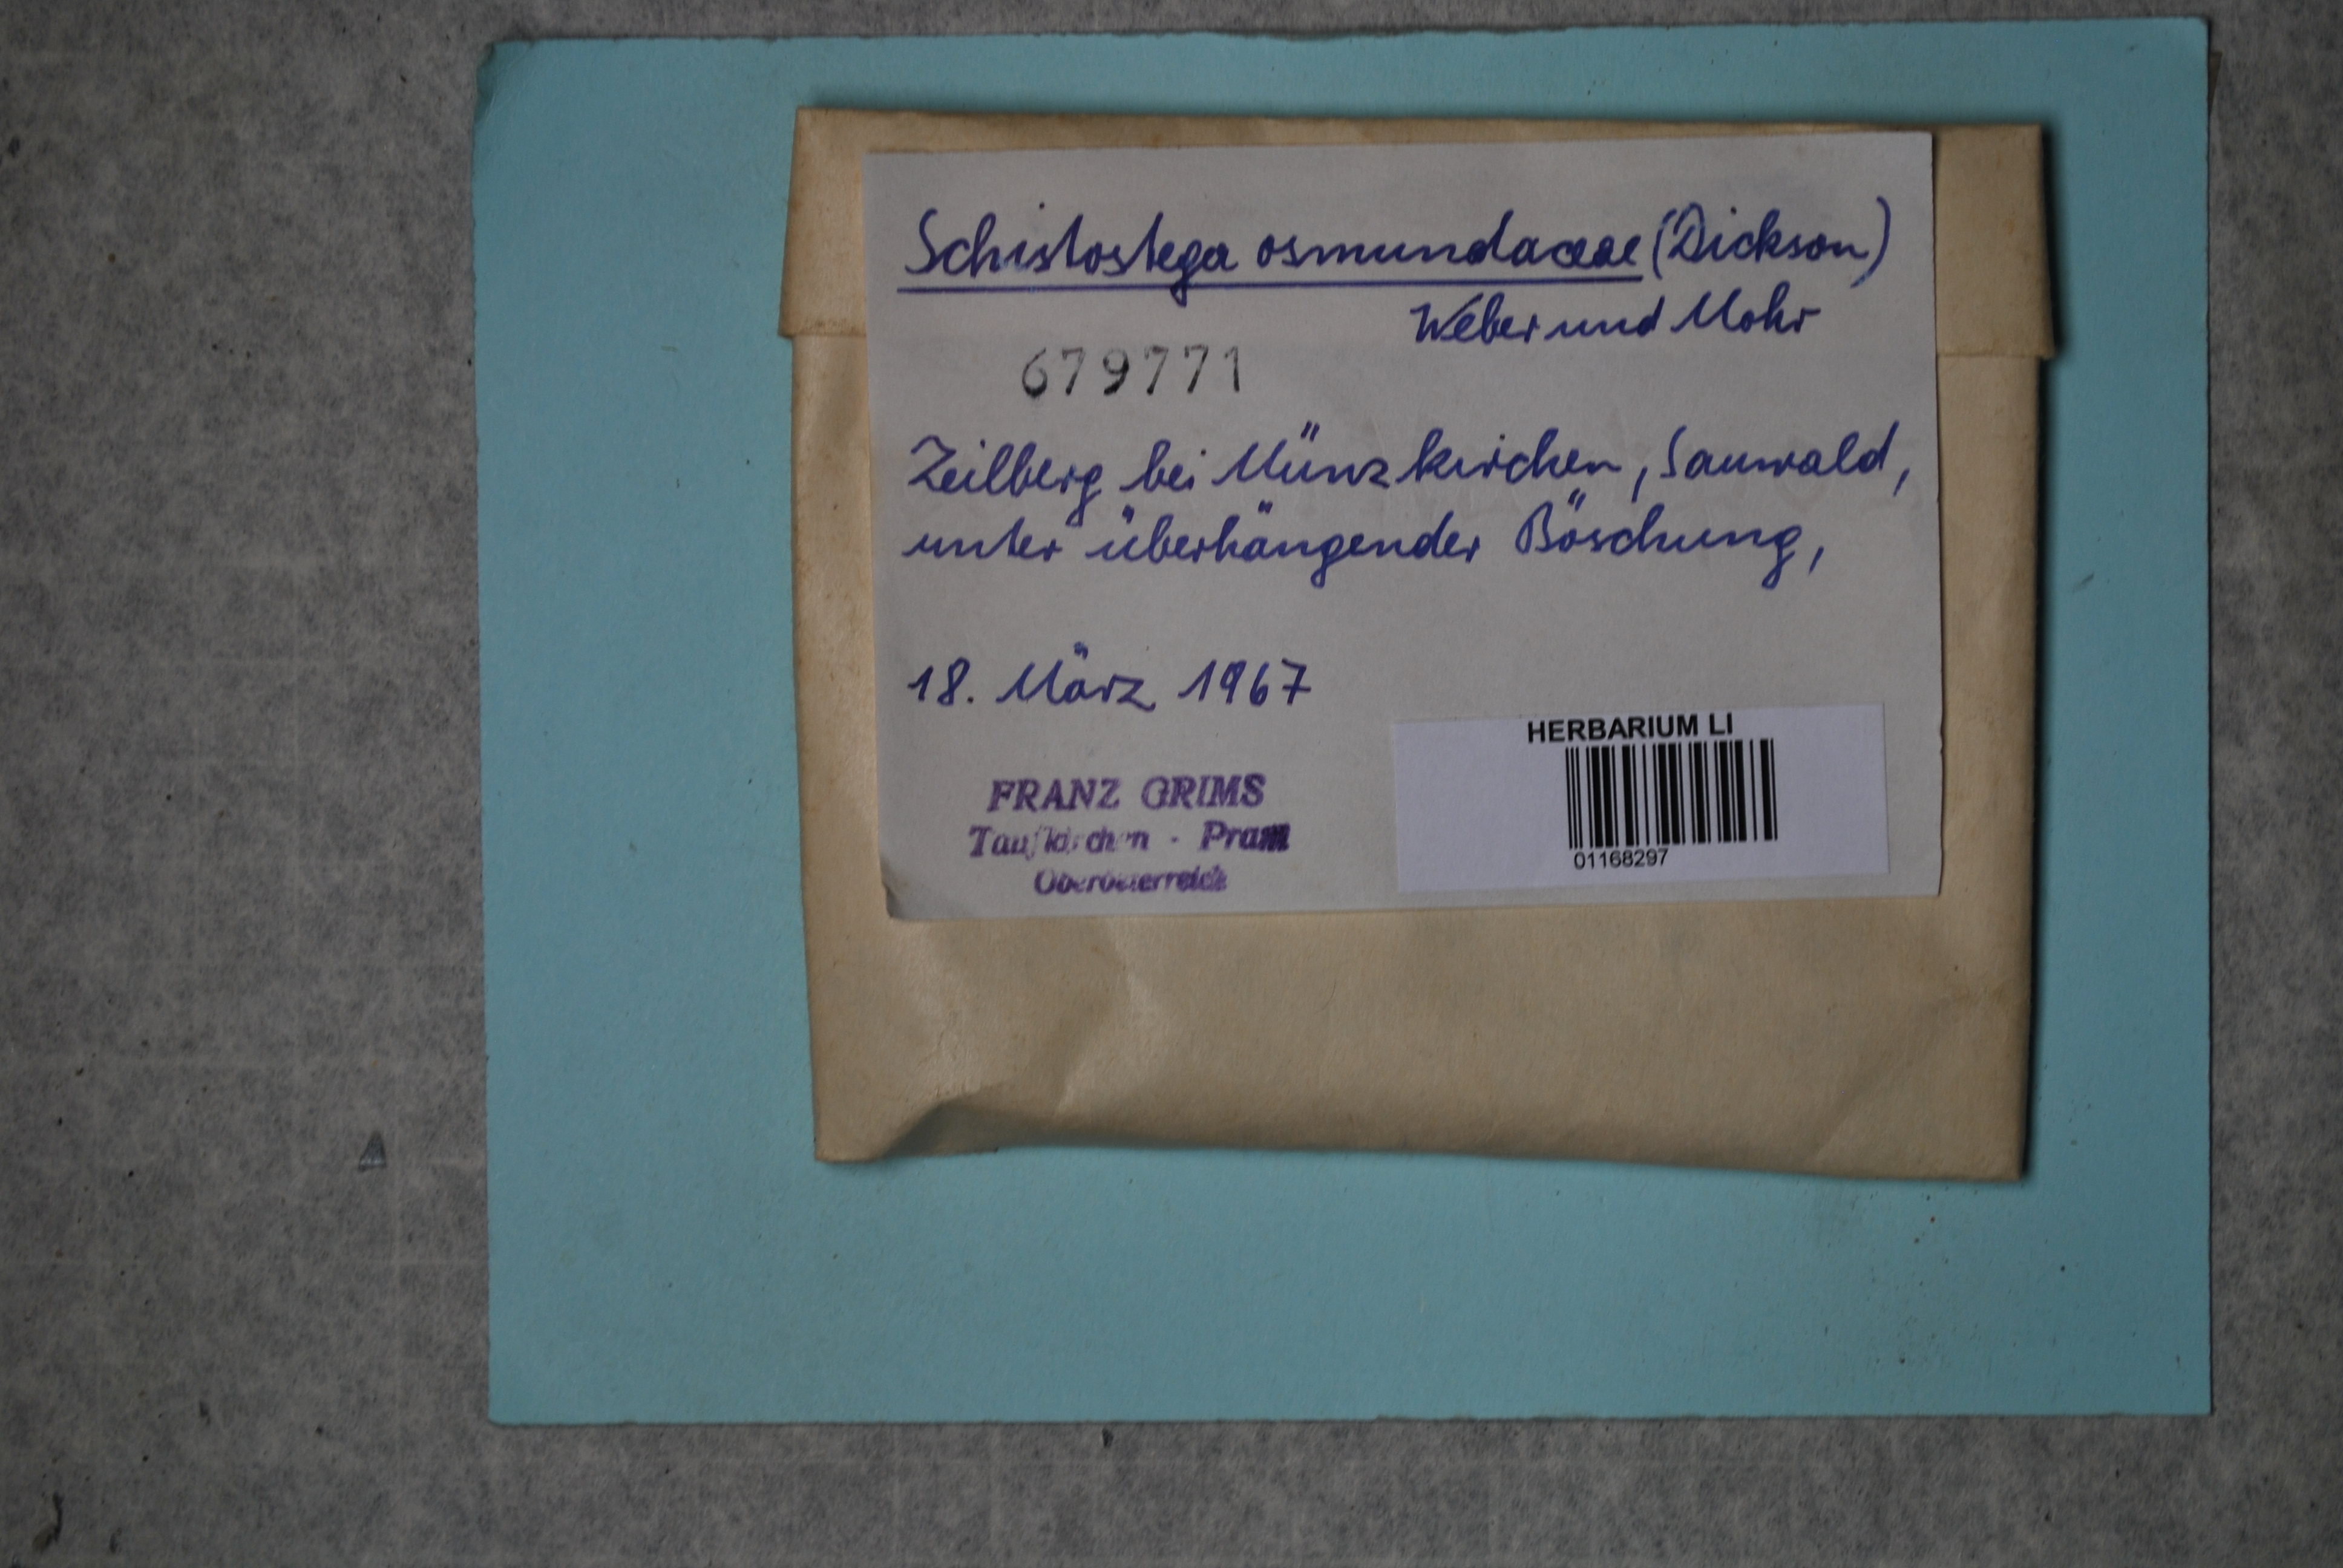 Schistostega osmundaceae (Dickson)
Weber und Mohr
679771
Zeilberg bei Münzkirchen, Sauwald,
unter überhängender Böschung,
18. März 1967
HERBARIUM LI
01168297
FRANZ GRIMS
Taufkirchen - Pram
Oberösterreich